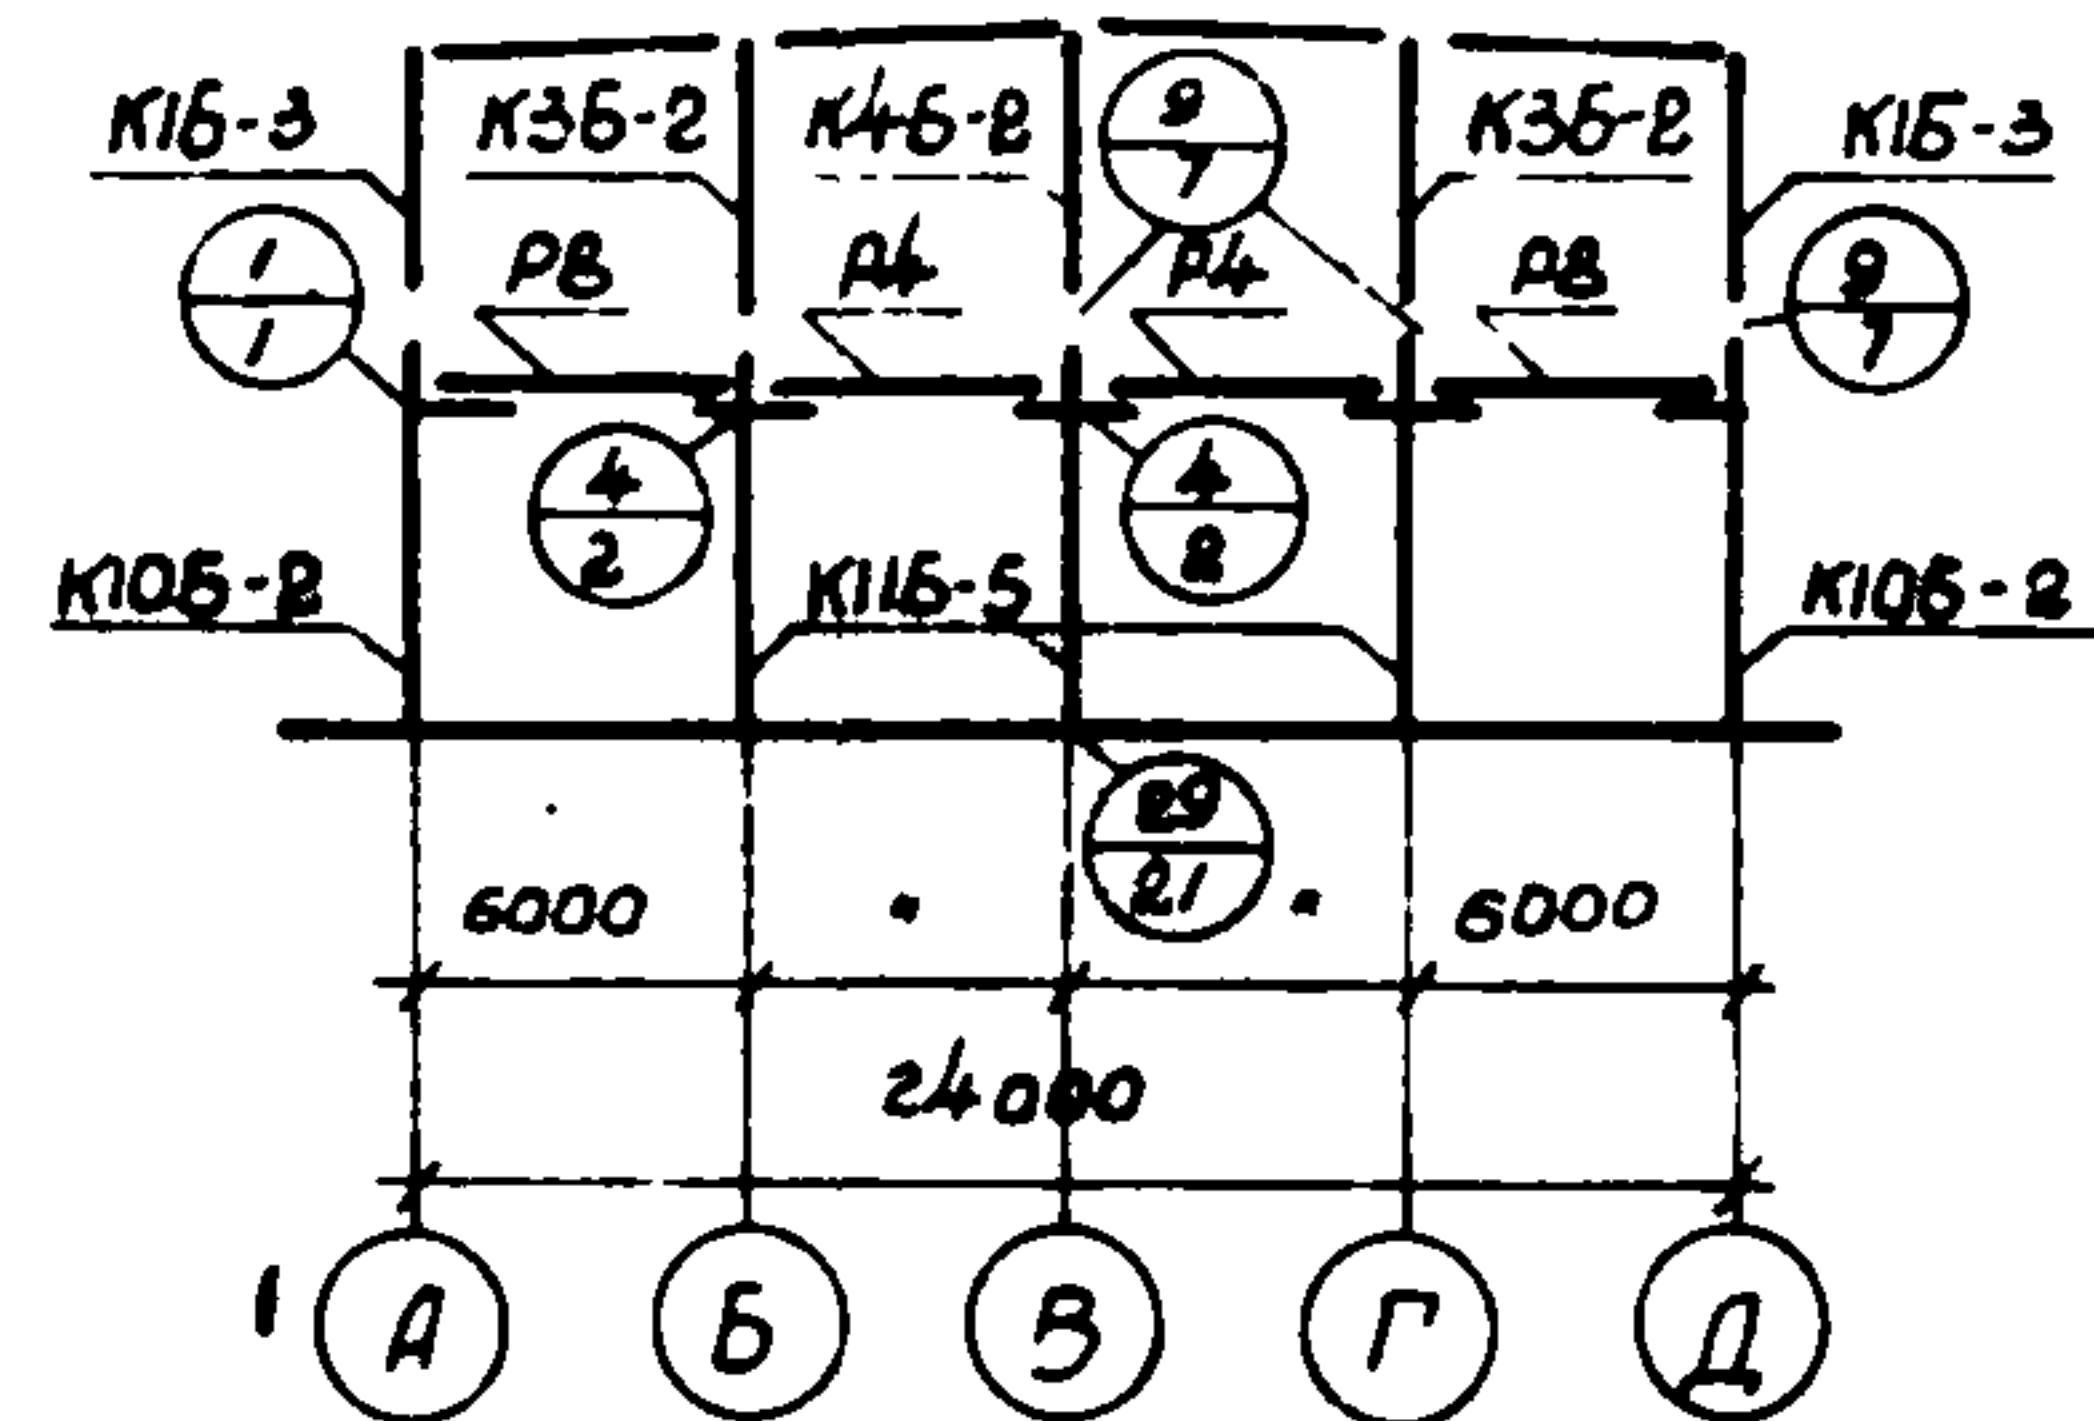 К1Б-3 К3Б-2 К4Б-2 9/7 К3Б-2 К1Б-3
1/1 Р8 Р4 Р4 Р8 9/7
4/2 4/2
К10Б-2 К11Б-5 К10Б-2
29/21
6000 " " 6000
24000
А Б В Г Д